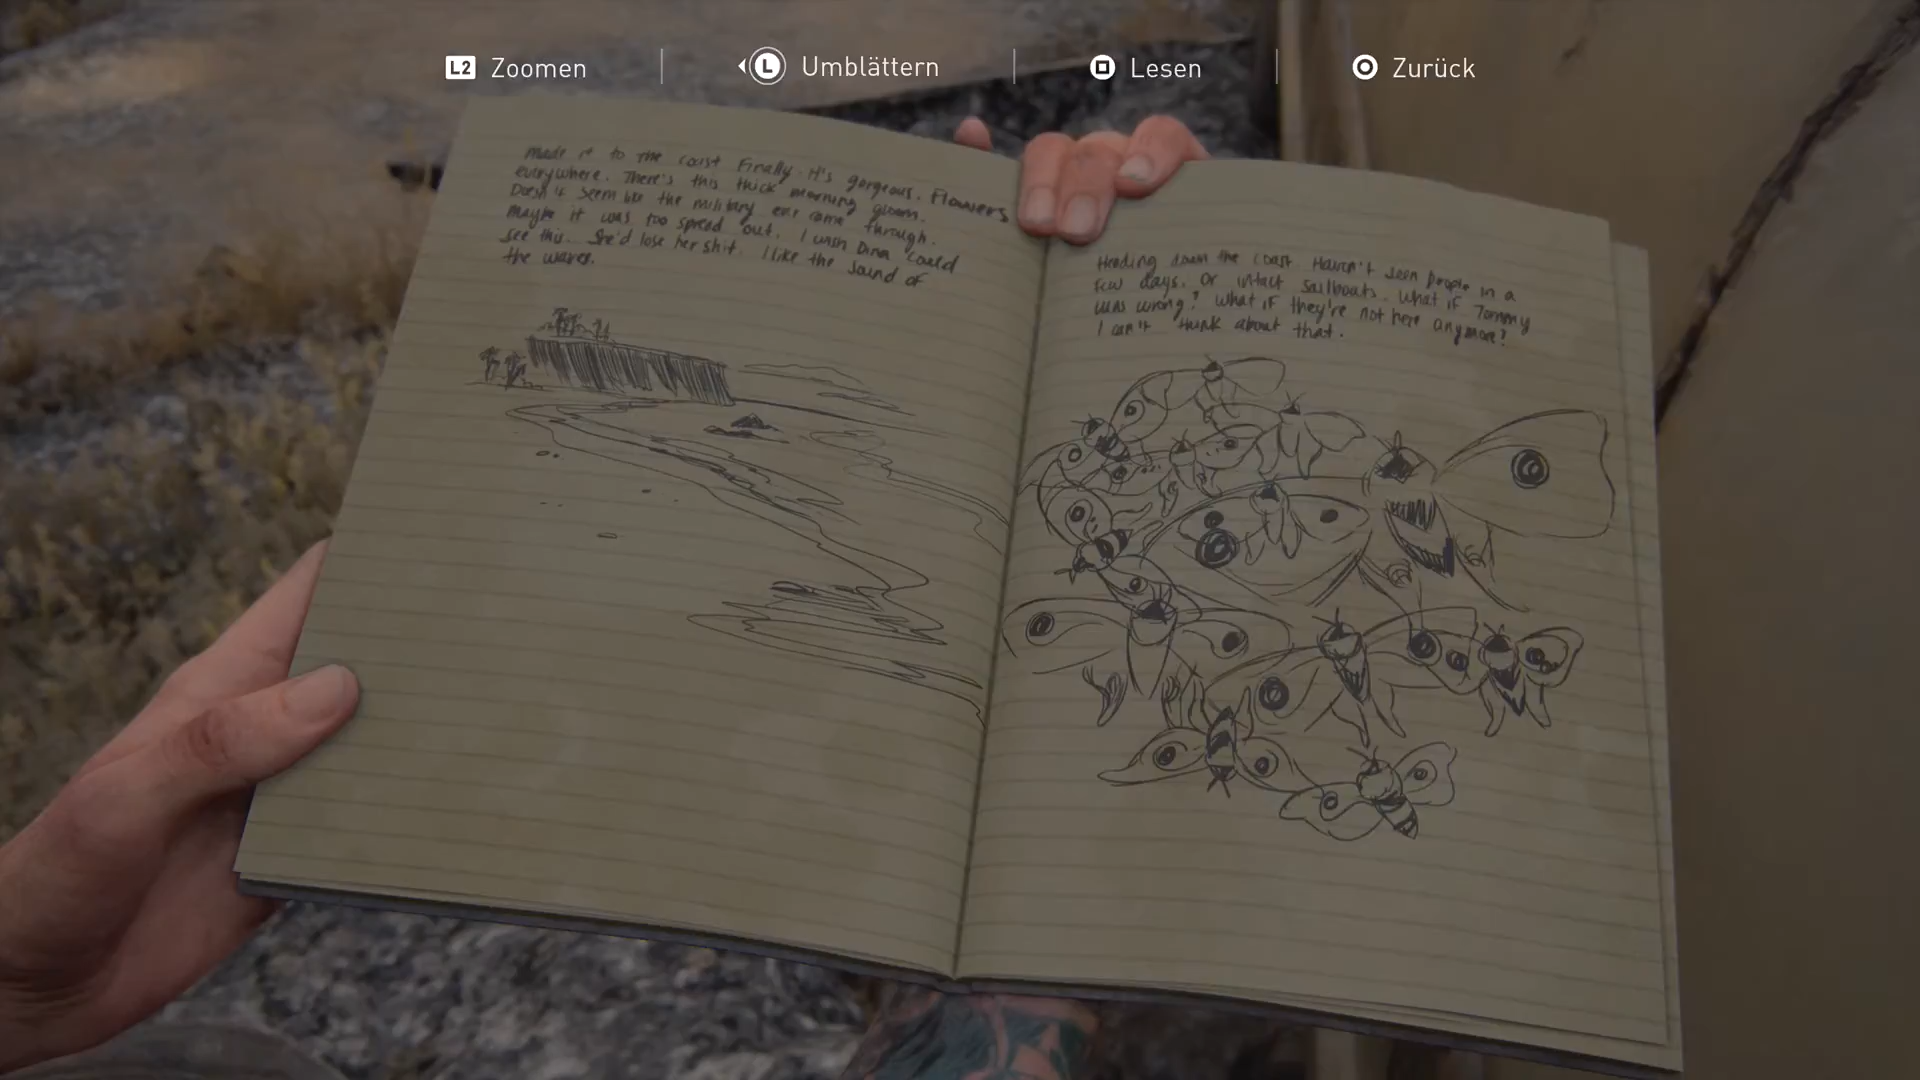 L2 Zoomen
L Umblättern
Lesen
Zurück
made it to the coast Finally. It's gorgeous. Flowers
everywhere. There's this thick morning gloom.
Doesn't seem like the military ever came through.
Maybe it was too spread out. I wish Dina could
see this. She'd lose her shit. I like the sound of
the waves.
Heading down the coast. Haven't seen people in a
few days. Or intact sailboats. What if Tommy
was wrong? What if they're not here anymore?
I can't think about that.